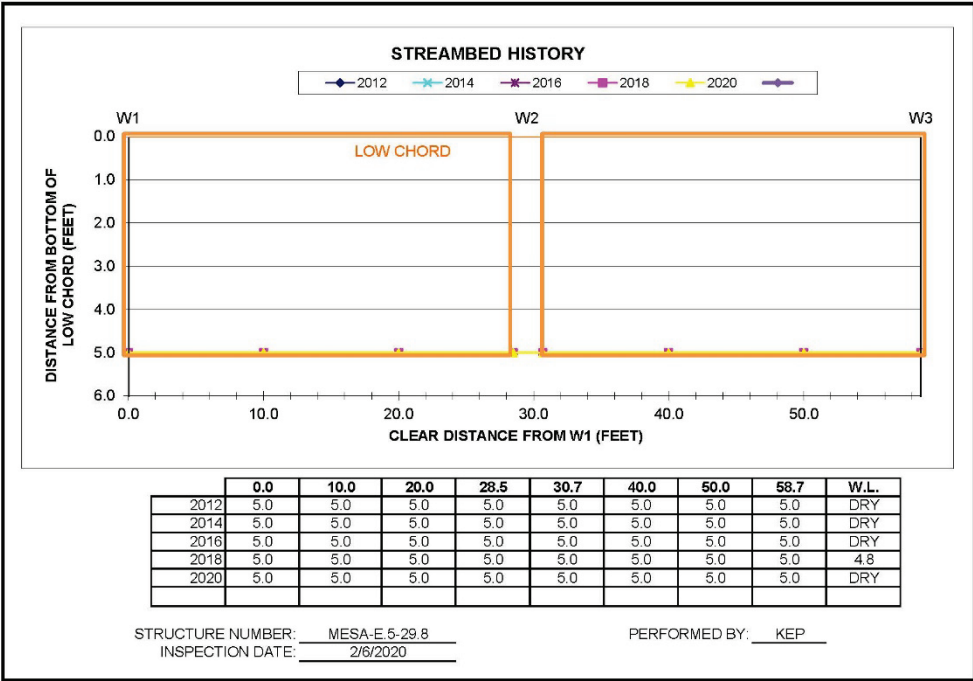 STREAMBED HISTORY
2012 2014 2016 2018 2020
W1 W2 W3
LOW CHORD
DISTANCE FROM BOTTOM OF
LOW CHORD (FEET)
0.0
1.0
2.0
3.0
4.0
5.0
6.0
0.0 10.0 20.0 30.0 40.0 50.0
CLEAR DISTANCE FROM W1 (FEET)
0.0 10.0 20.0 28.5 30.7 40.0 50.0 58.7 W.L.
2012 5.0 5.0 5.0 5.0 5.0 5.0 5.0 5.0 DRY
2014 5.0 5.0 5.0 5.0 5.0 5.0 5.0 5.0 DRY
2016 5.0 5.0 5.0 5.0 5.0 5.0 5.0 5.0 DRY
2018 5.0 5.0 5.0 5.0 5.0 5.0 5.0 5.0 4.8
2020 5.0 5.0 5.0 5.0 5.0 5.0 5.0 5.0 DRY
STRUCTURE NUMBER: MESA-E.5-29.8 PERFORMED BY: KEP
INSPECTION DATE: 2/6/2020